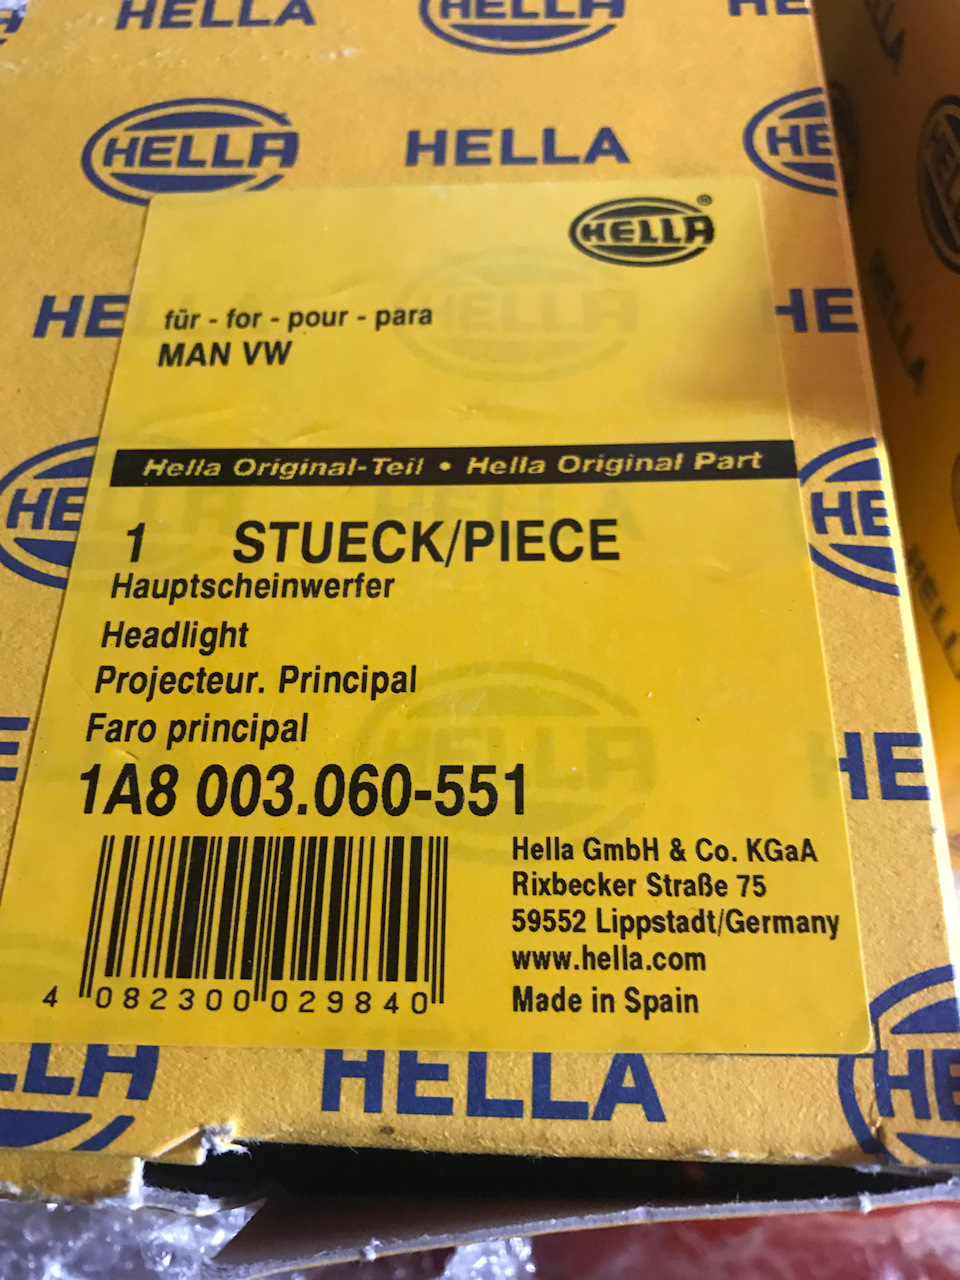 HELLA
HELLA
HELLA
HELLA
HELLA
®
für - for - pour - para
MAN VW
Hella Original-Teil • Hella Original Part
1 STUECK/PIECE
Hauptscheinwerfer
Headlight
Projecteur. Principal
Faro principal
1A8 003.060-551
4 082300 029840
Hella GmbH & Co. KGaA
Rixbecker Straße 75
59552 Lippstadt/Germany
www.hella.com
Made in Spain
HELLA